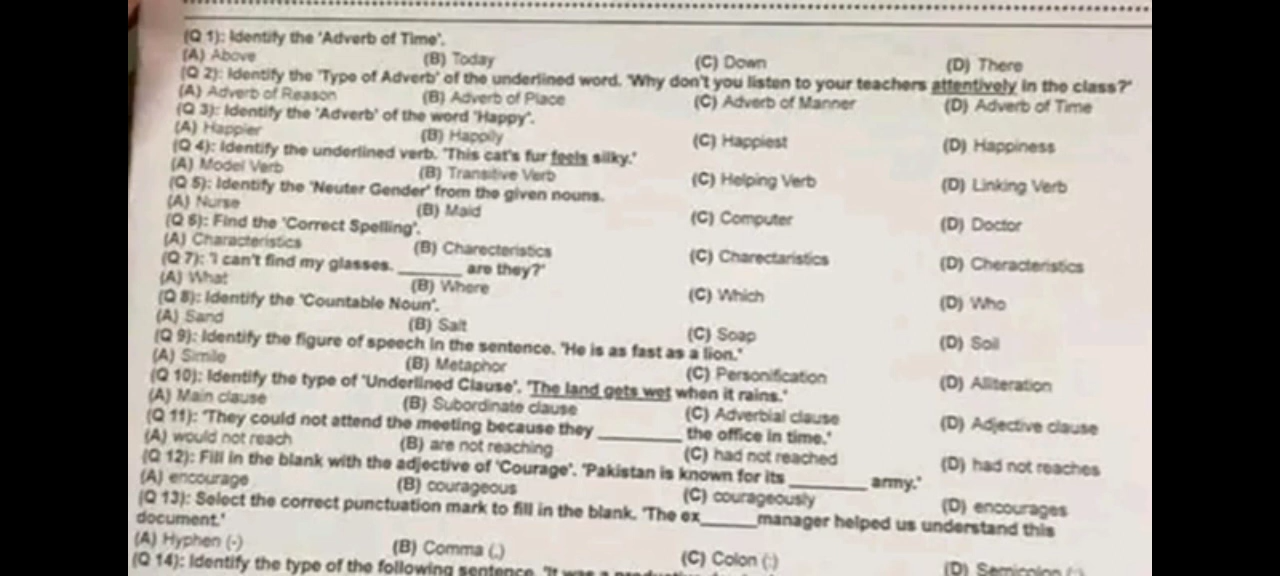 (Q 1): Identify the 'Adverb of Time'.
(A) Above (B) Today (C) Down (D) There
(Q 2): Identify the 'Type of Adverb' of the underlined word. 'Why don't you listen to your teachers attentively in the class?'
(A) Adverb of Reason (B) Adverb of Place (C) Adverb of Manner (D) Adverb of Time
(Q 3): Identify the 'Adverb' of the word 'Happy'.
(A) Happier (B) Happily (C) Happiest (D) Happiness
(Q 4): Identify the underlined verb. 'This cat's fur feels silky.'
(A) Model Verb (B) Transitive Verb (C) Helping Verb (D) Linking Verb
(Q 5): Identify the 'Neuter Gender' from the given nouns.
(A) Nurse (B) Maid (C) Computer (D) Doctor
(Q 6): Find the 'Correct Spelling'.
(A) Characteristics (B) Charecteristics (C) Charectaristics (D) Cheracteristics
(Q 7): 'I can't find my glasses. ______ are they?'
(A) What (B) Where (C) Which (D) Who
(Q 8): Identify the 'Countable Noun'.
(A) Sand (B) Salt (C) Soap (D) Soil
(Q 9): Identify the figure of speech in the sentence. 'He is as fast as a lion.'
(A) Simile (B) Metaphor (C) Personification (D) Alliteration
(Q 10): Identify the type of 'Underlined Clause'. 'The land gets wet when it rains.'
(A) Main clause (B) Subordinate clause (C) Adverbial clause (D) Adjective clause
(Q 11): 'They could not attend the meeting because they ________ the office in time.'
(A) would not reach (B) are not reaching (C) had not reached (D) had not reaches
(Q 12): Fill in the blank with the adjective of 'Courage'. 'Pakistan is known for its ________ army.'
(A) encourage (B) courageous (C) courageously (D) encourages
(Q 13): Select the correct punctuation mark to fill in the blank. 'The ex______manager helped us understand this
document.'
(A) Hyphen (-) (B) Comma (,) (C) Colon (:) (D) Semicolon (;)
(Q 14): Identify the type of the following sentence. 'It was a